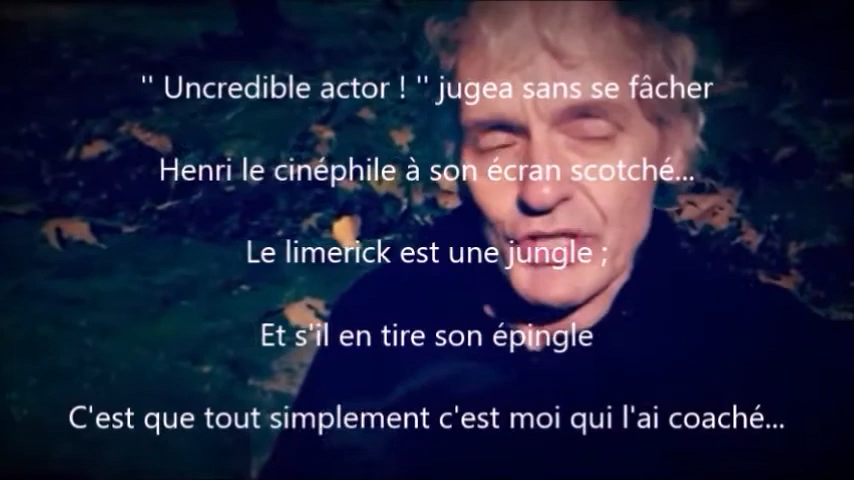 '' Uncredible actor ! '' jugea sans se fâcher
Henri le cinéphile à son écran scotché...
Le limerick est une jungle ;
Et s'il en tire son épingle
C'est que tout simplement c'est moi qui l'ai coaché...